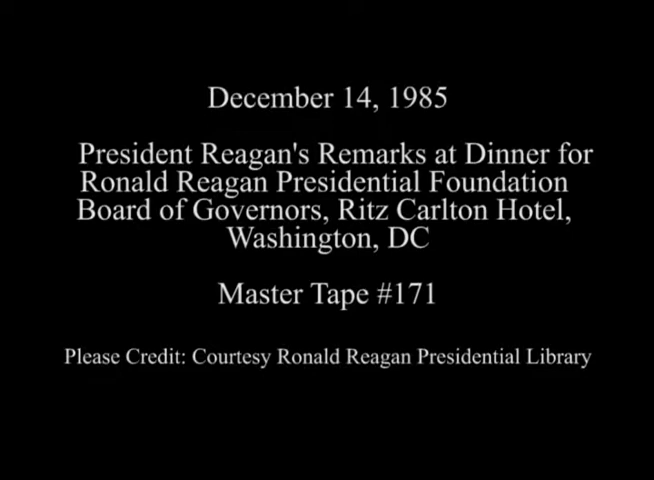 December 14, 1985
President Reagan's Remarks at Dinner for
Ronald Reagan Presidential Foundation
Board of Governors, Ritz Carlton Hotel,
Washington, DC
Master Tape #171
Please Credit: Courtesy Ronald Reagan Presidential Library